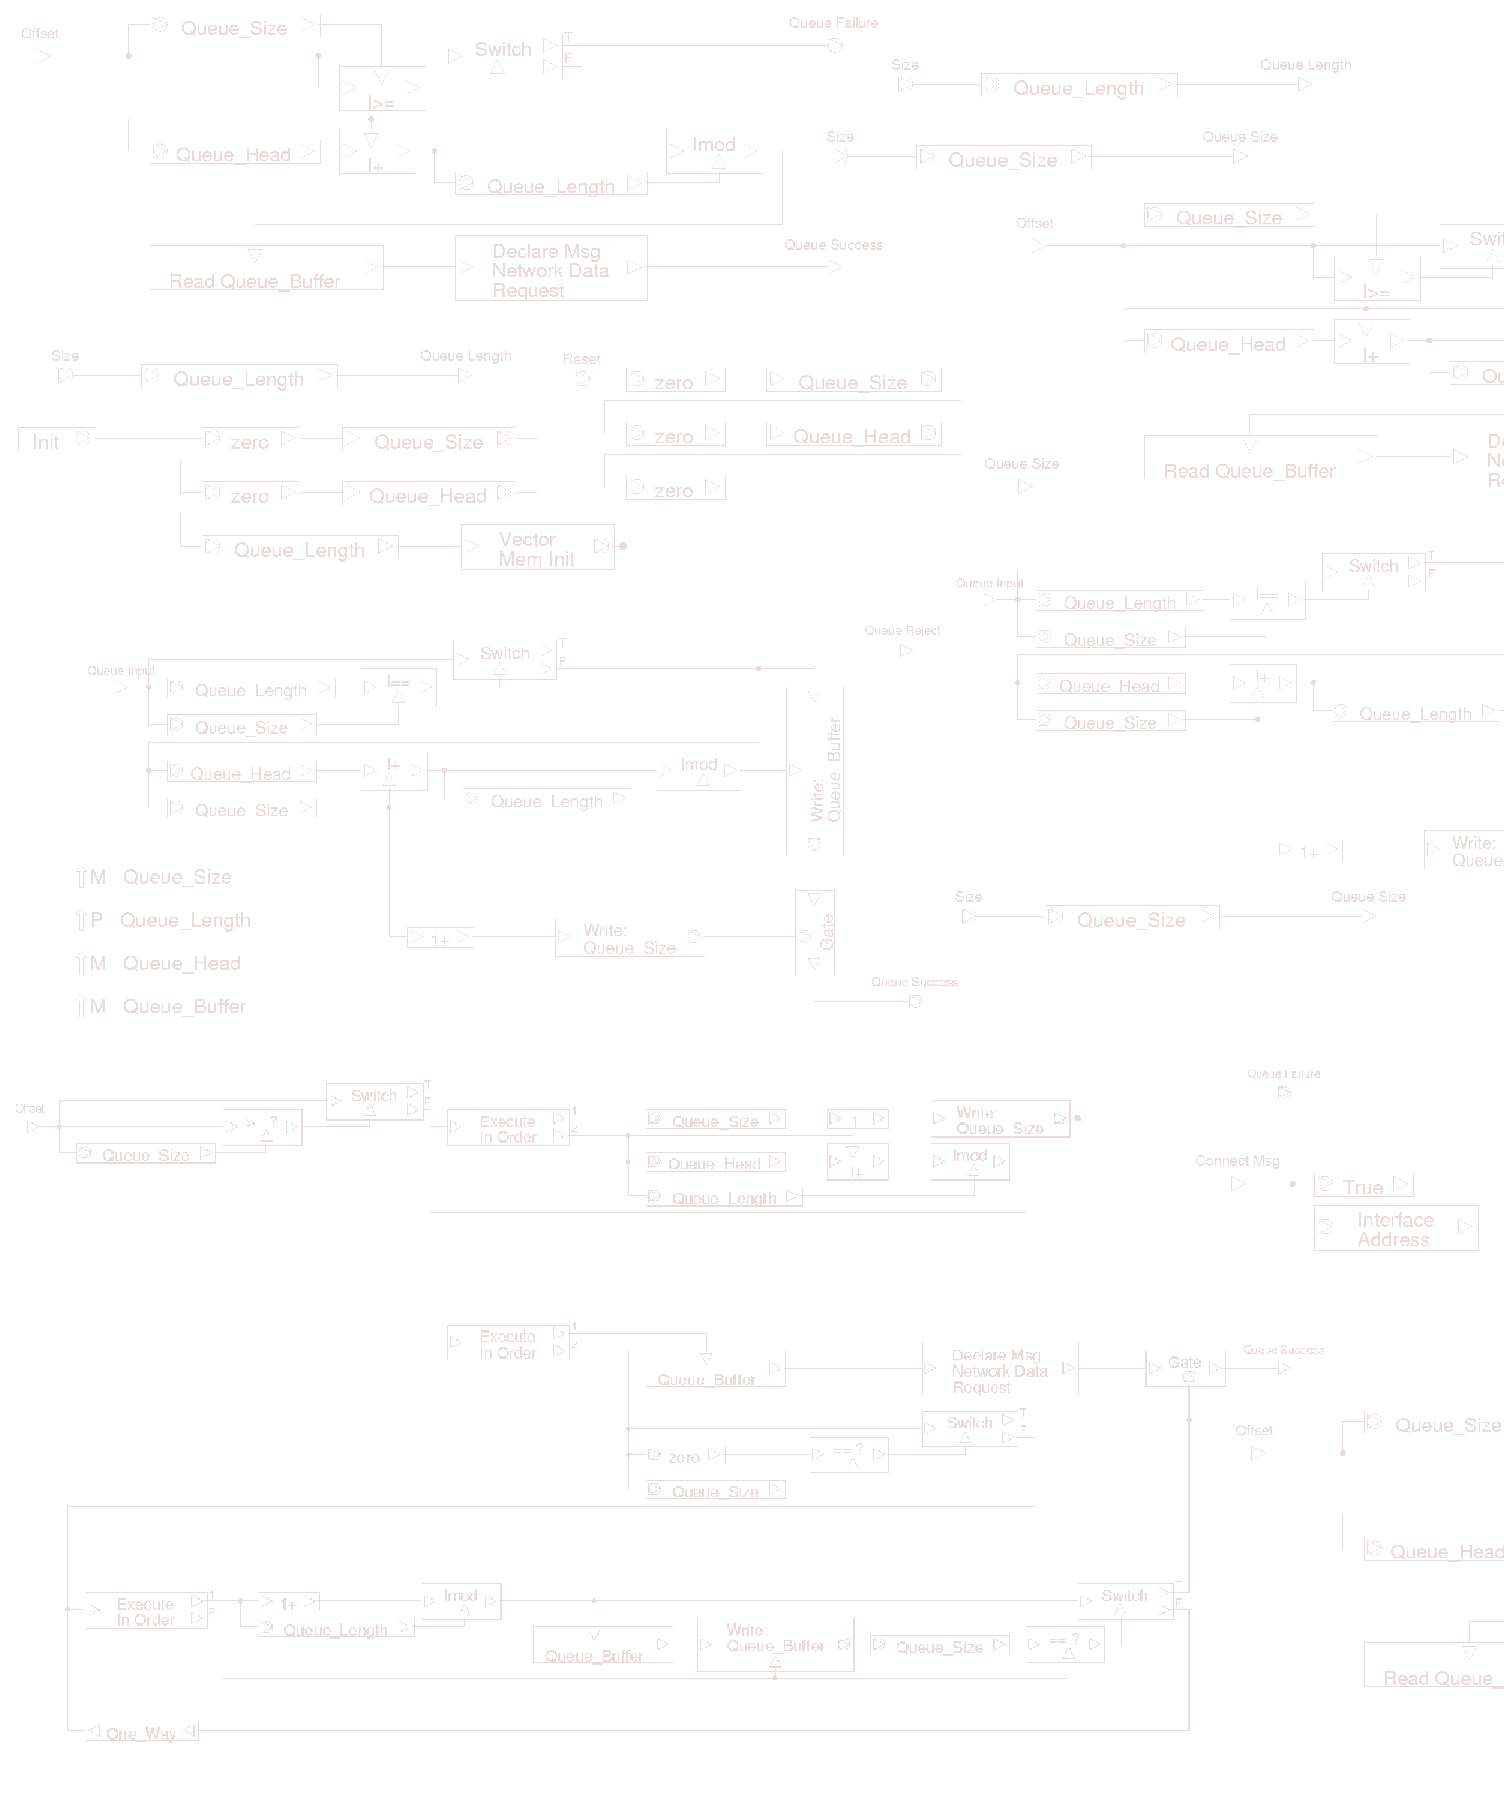 Offset
Queue_Size
Switch
T
F
Queue Failure
I>=
Queue_Head
I+
Imod
Queue_Length
Read Queue_Buffer
Declare Msg
Network Data
Request
Queue Success
Size
Queue_Length
Queue Length
Size
Queue_Size
Queue Size
Offset
Queue_Size
I>=
Queue_Head
I+
Read Queue_Buffer
Size
Queue_Length
Queue Length
Reset
zero
Queue_Size
Init
zero
Queue_Size
zero
Queue_Head
zero
Queue_Head
zero
Queue_Length
Vector
Mem Init
Queue Size
Queue Input
Queue_Length
I==
Switch
T
F
Queue_Size
Queue_Head
I+
Queue_Size
Queue_Length
Queue Input
Switch
T
F
Queue Reject
Queue_Length
I==
Queue_Size
Queue_Head
I+
Imod
Queue_Size
Queue_Length
Write:
Queue_Buffer
M Queue_Size
P Queue_Length
M Queue_Head
M Queue_Buffer
1+
Write:
Queue_Size
Gate
Queue Success
1+
Write:
Size
Queue_Size
Queue Size
Offset
Switch
T
F
> ?
Queue_Size
Execute
In Order
1
2
Queue_Size
1
Write:
Queue_Size
Queue_Head
I+
Imod
Queue_Length
Queue Failure
Connect Msg
True
Interface
Address
Execute
In Order
1
2
Queue_Buffer
Declare Msg
Network Data
Request
Gate
Queue Success
Switch
T
F
zero
== ?
Queue_Size
Offset
Queue_Size
Queue_Head
Execute
In Order
1
2
1+
Imod
Queue_Length
Switch
T
F
Queue_Buffer
Write:
Queue_Buffer
Queue_Size
== ?
Read Queue_
One_Way